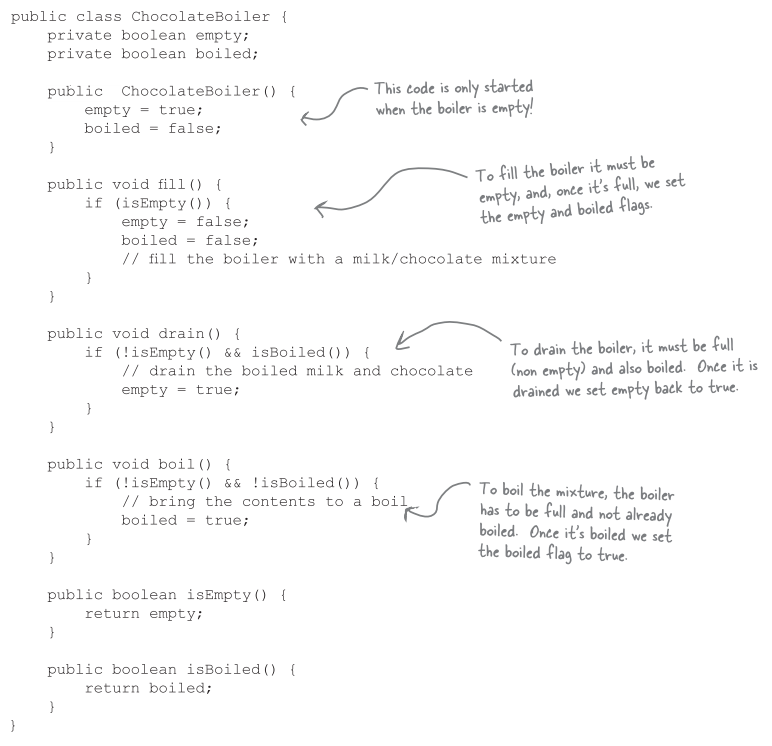 public class ChocolateBoiler {
    private boolean empty;
    private boolean boiled;

    public  ChocolateBoiler() {
        empty = true;
        boiled = false;
    }
This code is only started
when the boiler is empty!

    public void fill() {
        if (isEmpty()) {
            empty = false;
            boiled = false;
            // fill the boiler with a milk/chocolate mixture
        }
    }
To fill the boiler it must be
empty, and, once it's full, we set
the empty and boiled flags.

    public void drain() {
        if (!isEmpty() && isBoiled()) {
            // drain the boiled milk and chocolate
            empty = true;
        }
    }
To drain the boiler, it must be full
(non empty) and also boiled. Once it is
drained we set empty back to true.

    public void boil() {
        if (!isEmpty() && !isBoiled()) {
            // bring the contents to a boil
            boiled = true;
        }
    }
To boil the mixture, the boiler
has to be full and not already
boiled. Once it's boiled we set
the boiled flag to true.

    public boolean isEmpty() {
        return empty;
    }

    public boolean isBoiled() {
        return boiled;
    }
}